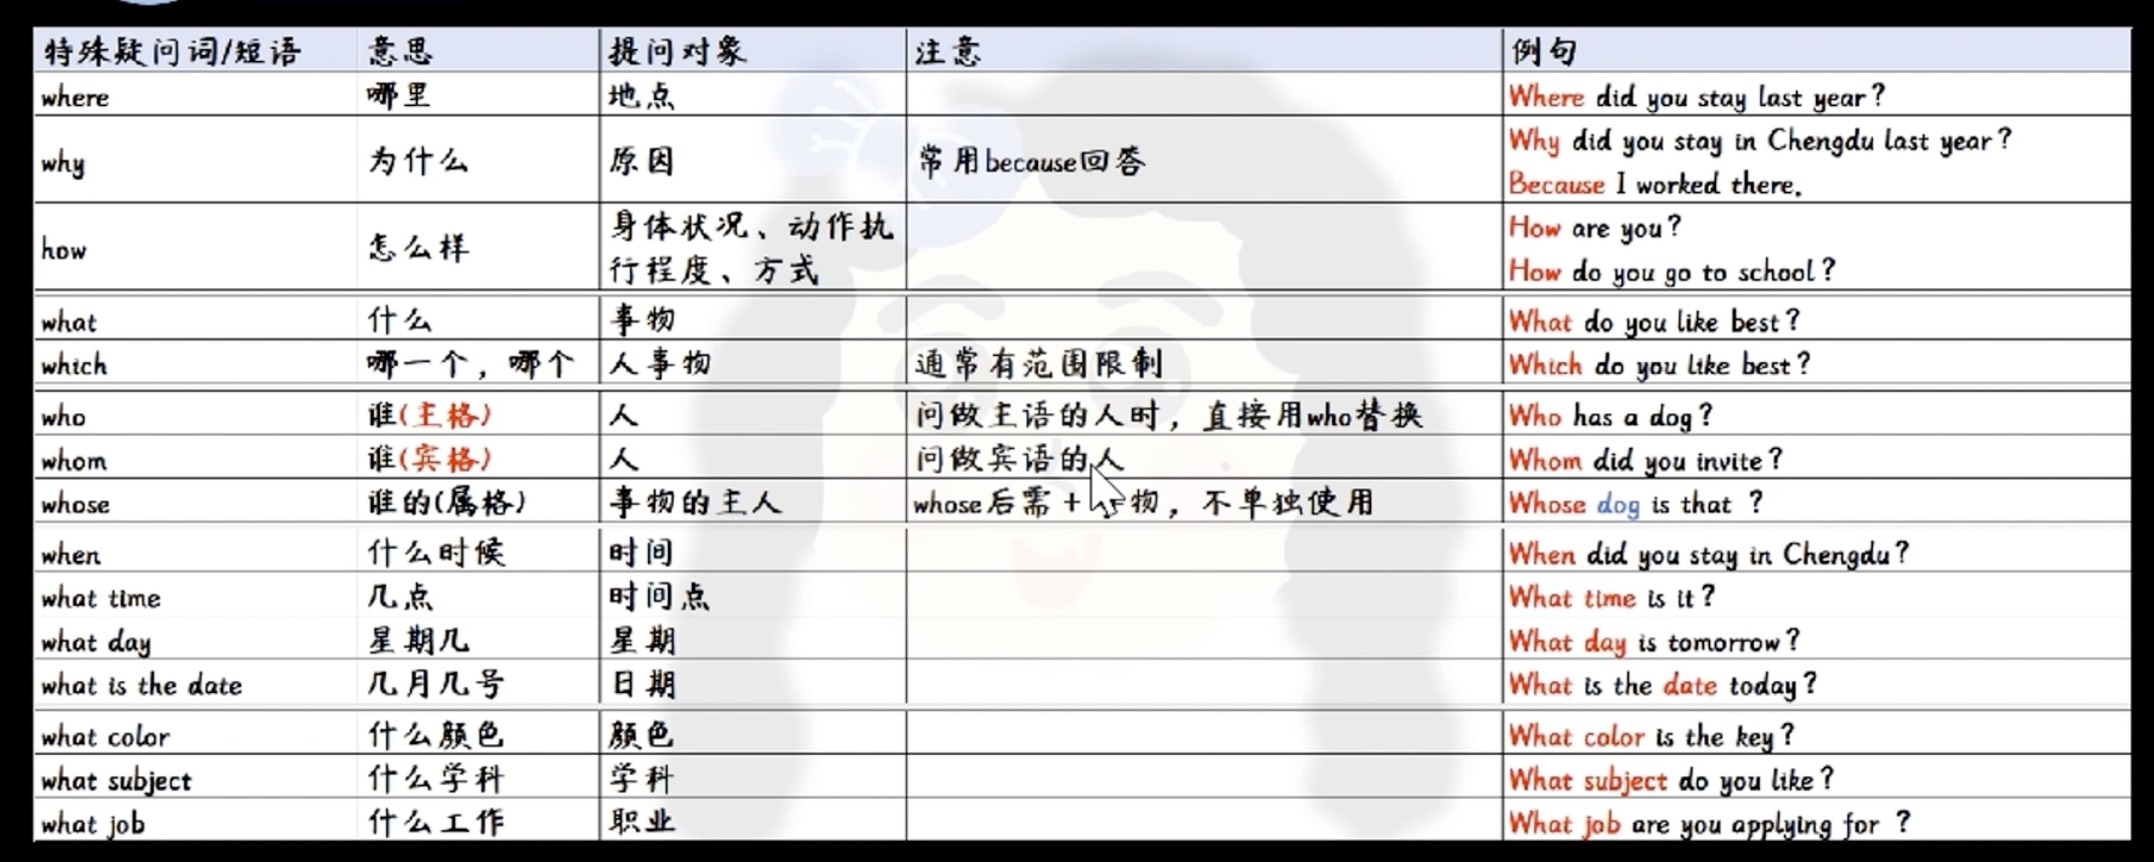 特殊疑问词/短语 意思 提问对象 注意 例句
where 哪里 地点 Where did you stay last year?
why 为什么 原因 常用because回答 Why did you stay in Chengdu last year?
Because I worked there.
how 怎么样 身体状况、动作执行程度、方式 How are you?
How do you go to school?
what 什么 事物 What do you like best?
which 哪一个，哪个 人事物 通常有范围限制 Which do you like best?
who 谁(主格) 人 问做主语的人时，直接用who替换 Who has a dog?
whom 谁(宾格) 人 问做宾语的人 Whom did you invite?
whose 谁的(属格) 事物的主人 whose后需+物，不单独使用 Whose dog is that ?
when 什么时候 时间 When did you stay in Chengdu?
what time 几点 时间点 What time is it?
what day 星期几 星期 What day is tomorrow?
what is the date 几月几号 日期 What is the date today?
what color 什么颜色 颜色 What color is the key?
what subject 什么学科 学科 What subject do you like?
what job 什么工作 职业 What job are you applying for ?